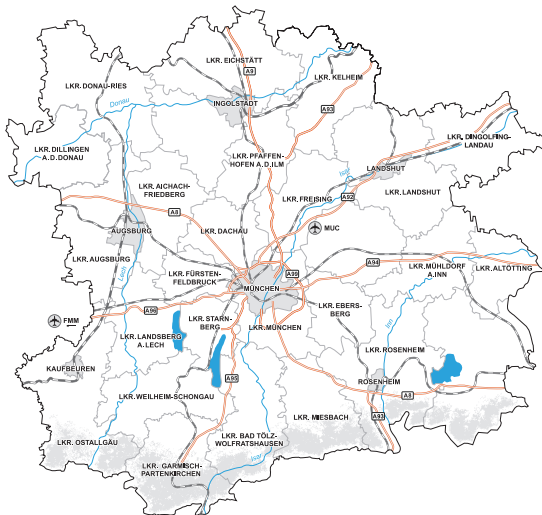 LKR. EICHSTÄTT
A9
LKR. KELHEIM
LKR. DONAU-RIES
Donau
INGOLSTADT
A93
LKR. DILLINGEN
A.D.DONAU
LKR. DINGOLFING-
LANDAU
LKR. PFAFFEN-
HOFEN A.D.ILM
LANDSHUT
Isar
LKR. AICHACH-
FRIEDBERG
LKR. FREISING
A92
LKR. LANDSHUT
A8
AUGSBURG
LKR. DACHAU
MUC
Lech
LKR. AUGSBURG
A99
A94
LKR. FÜRSTEN-
FELDBRUCK
LKR. MÜHLDORF
A.INN
LKR. ALTÖTTING
MÜNCHEN
LKR. EBERS-
BERG
A96
FMM
LKR. STARN-
BERG
LKR. MÜNCHEN
Inn
LKR. LANDSBERG
A.LECH
LKR. ROSENHEIM
KAUFBEUREN
A95
ROSENHEIM
LKR. WEILHEIM-SCHONGAU
A8
LKR. MIESBACH
A93
LKR. OSTALLGÄU
LKR. BAD TÖLZ-
WOLFRATSHAUSEN
Isar
LKR. GARMISCH-
PARTENKIRCHEN